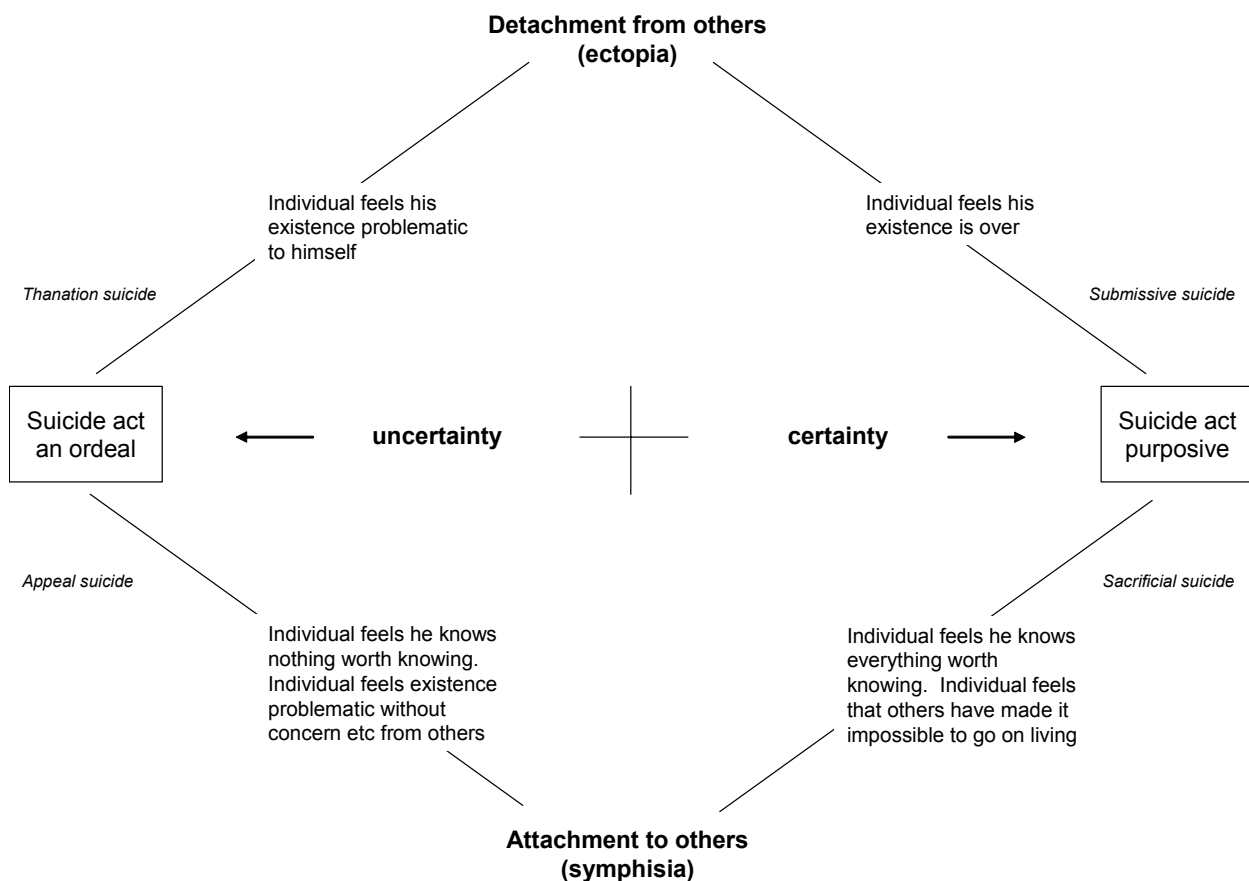 Detachment from others
(ectopia)
Individual feels his
existence problematic
to himself
Individual feels his
existence is over
Thanation suicide
Submissive suicide
Suicide act
an ordeal
uncertainty
certainty
Suicide act
purposive
Appeal suicide
Sacrificial suicide
Individual feels he knows
nothing worth knowing.
Individual feels existence
problematic without
concern etc from others
Individual feels he knows
everything worth
knowing.  Individual feels
that others have made it
impossible to go on living
Attachment to others
(symphisia)